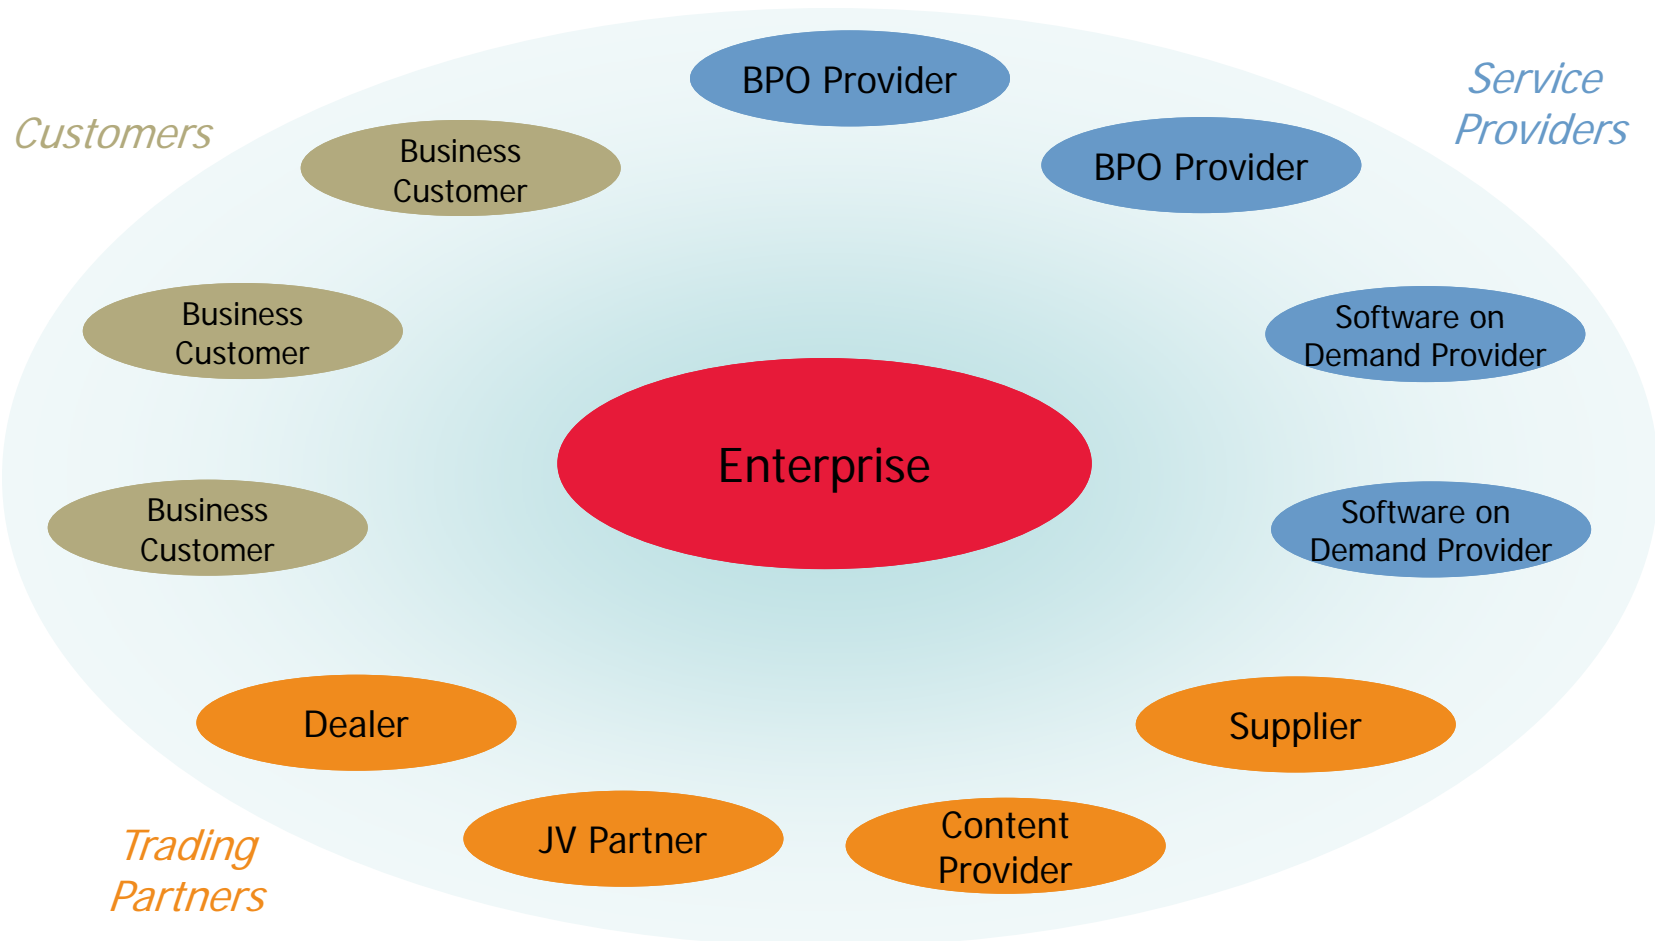 BPO Provider
Service
Providers
Customers
Business
Customer
BPO Provider
Business
Customer
Software on
Demand Provider
Enterprise
Business
Customer
Software on
Demand Provider
Dealer
Supplier
JV Partner
Content
Provider
Trading
Partners